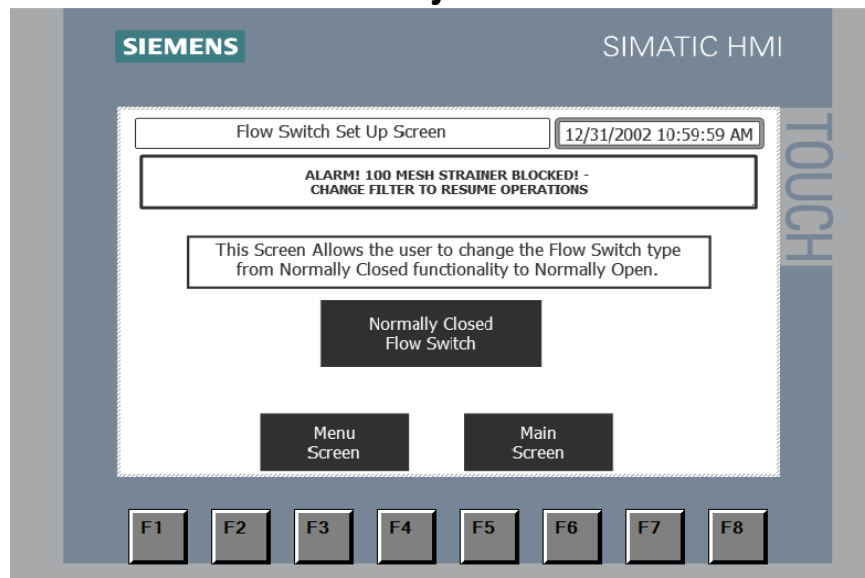 SIEMENS
SIMATIC HMI
TOUCH
Flow Switch Set Up Screen
12/31/2002 10:59:59 AM
ALARM! 100 MESH STRAINER BLOCKED! -
CHANGE FILTER TO RESUME OPERATIONS
This Screen Allows the user to change the Flow Switch type
from Normally Closed functionality to Normally Open.
Normally Closed
Flow Switch
Menu
Screen
Main
Screen
F1
F2
F3
F4
F5
F6
F7
F8